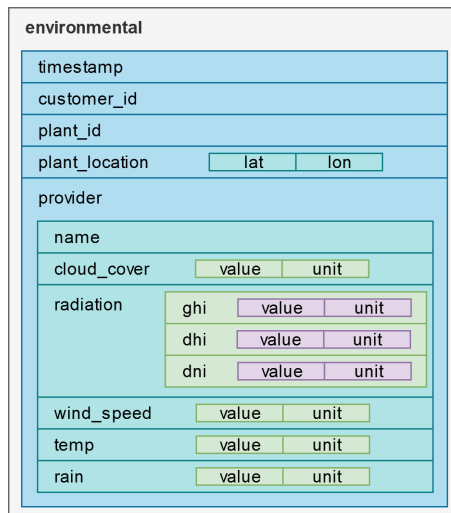 environmental
timestamp
customer_id
plant_id
plant_location lat lon
provider
name
cloud_cover value unit
radiation ghi value unit
dhi value unit
dni value unit
wind_speed value unit
temp value unit
rain value unit